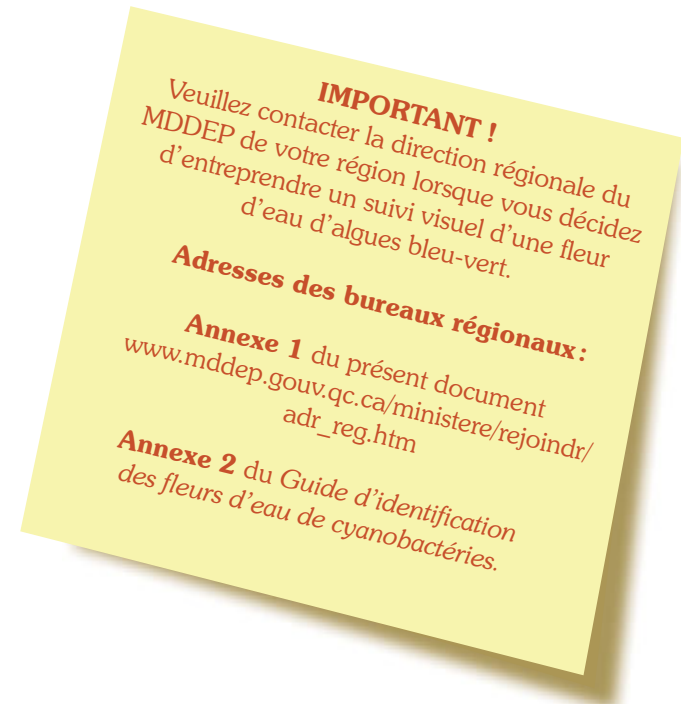 IMPORTANT !
Veuillez contacter la direction régionale du
MDDEP de votre région lorsque vous décidez
d'entreprendre un suivi visuel d'une fleur
d'eau d'algues bleu-vert.
Adresses des bureaux régionaux :
Annexe 1 du présent document
www.mddep.gouv.qc.ca/ministere/rejoindr/
adr_reg.htm
Annexe 2 du Guide d'identification
des fleurs d'eau de cyanobactéries.